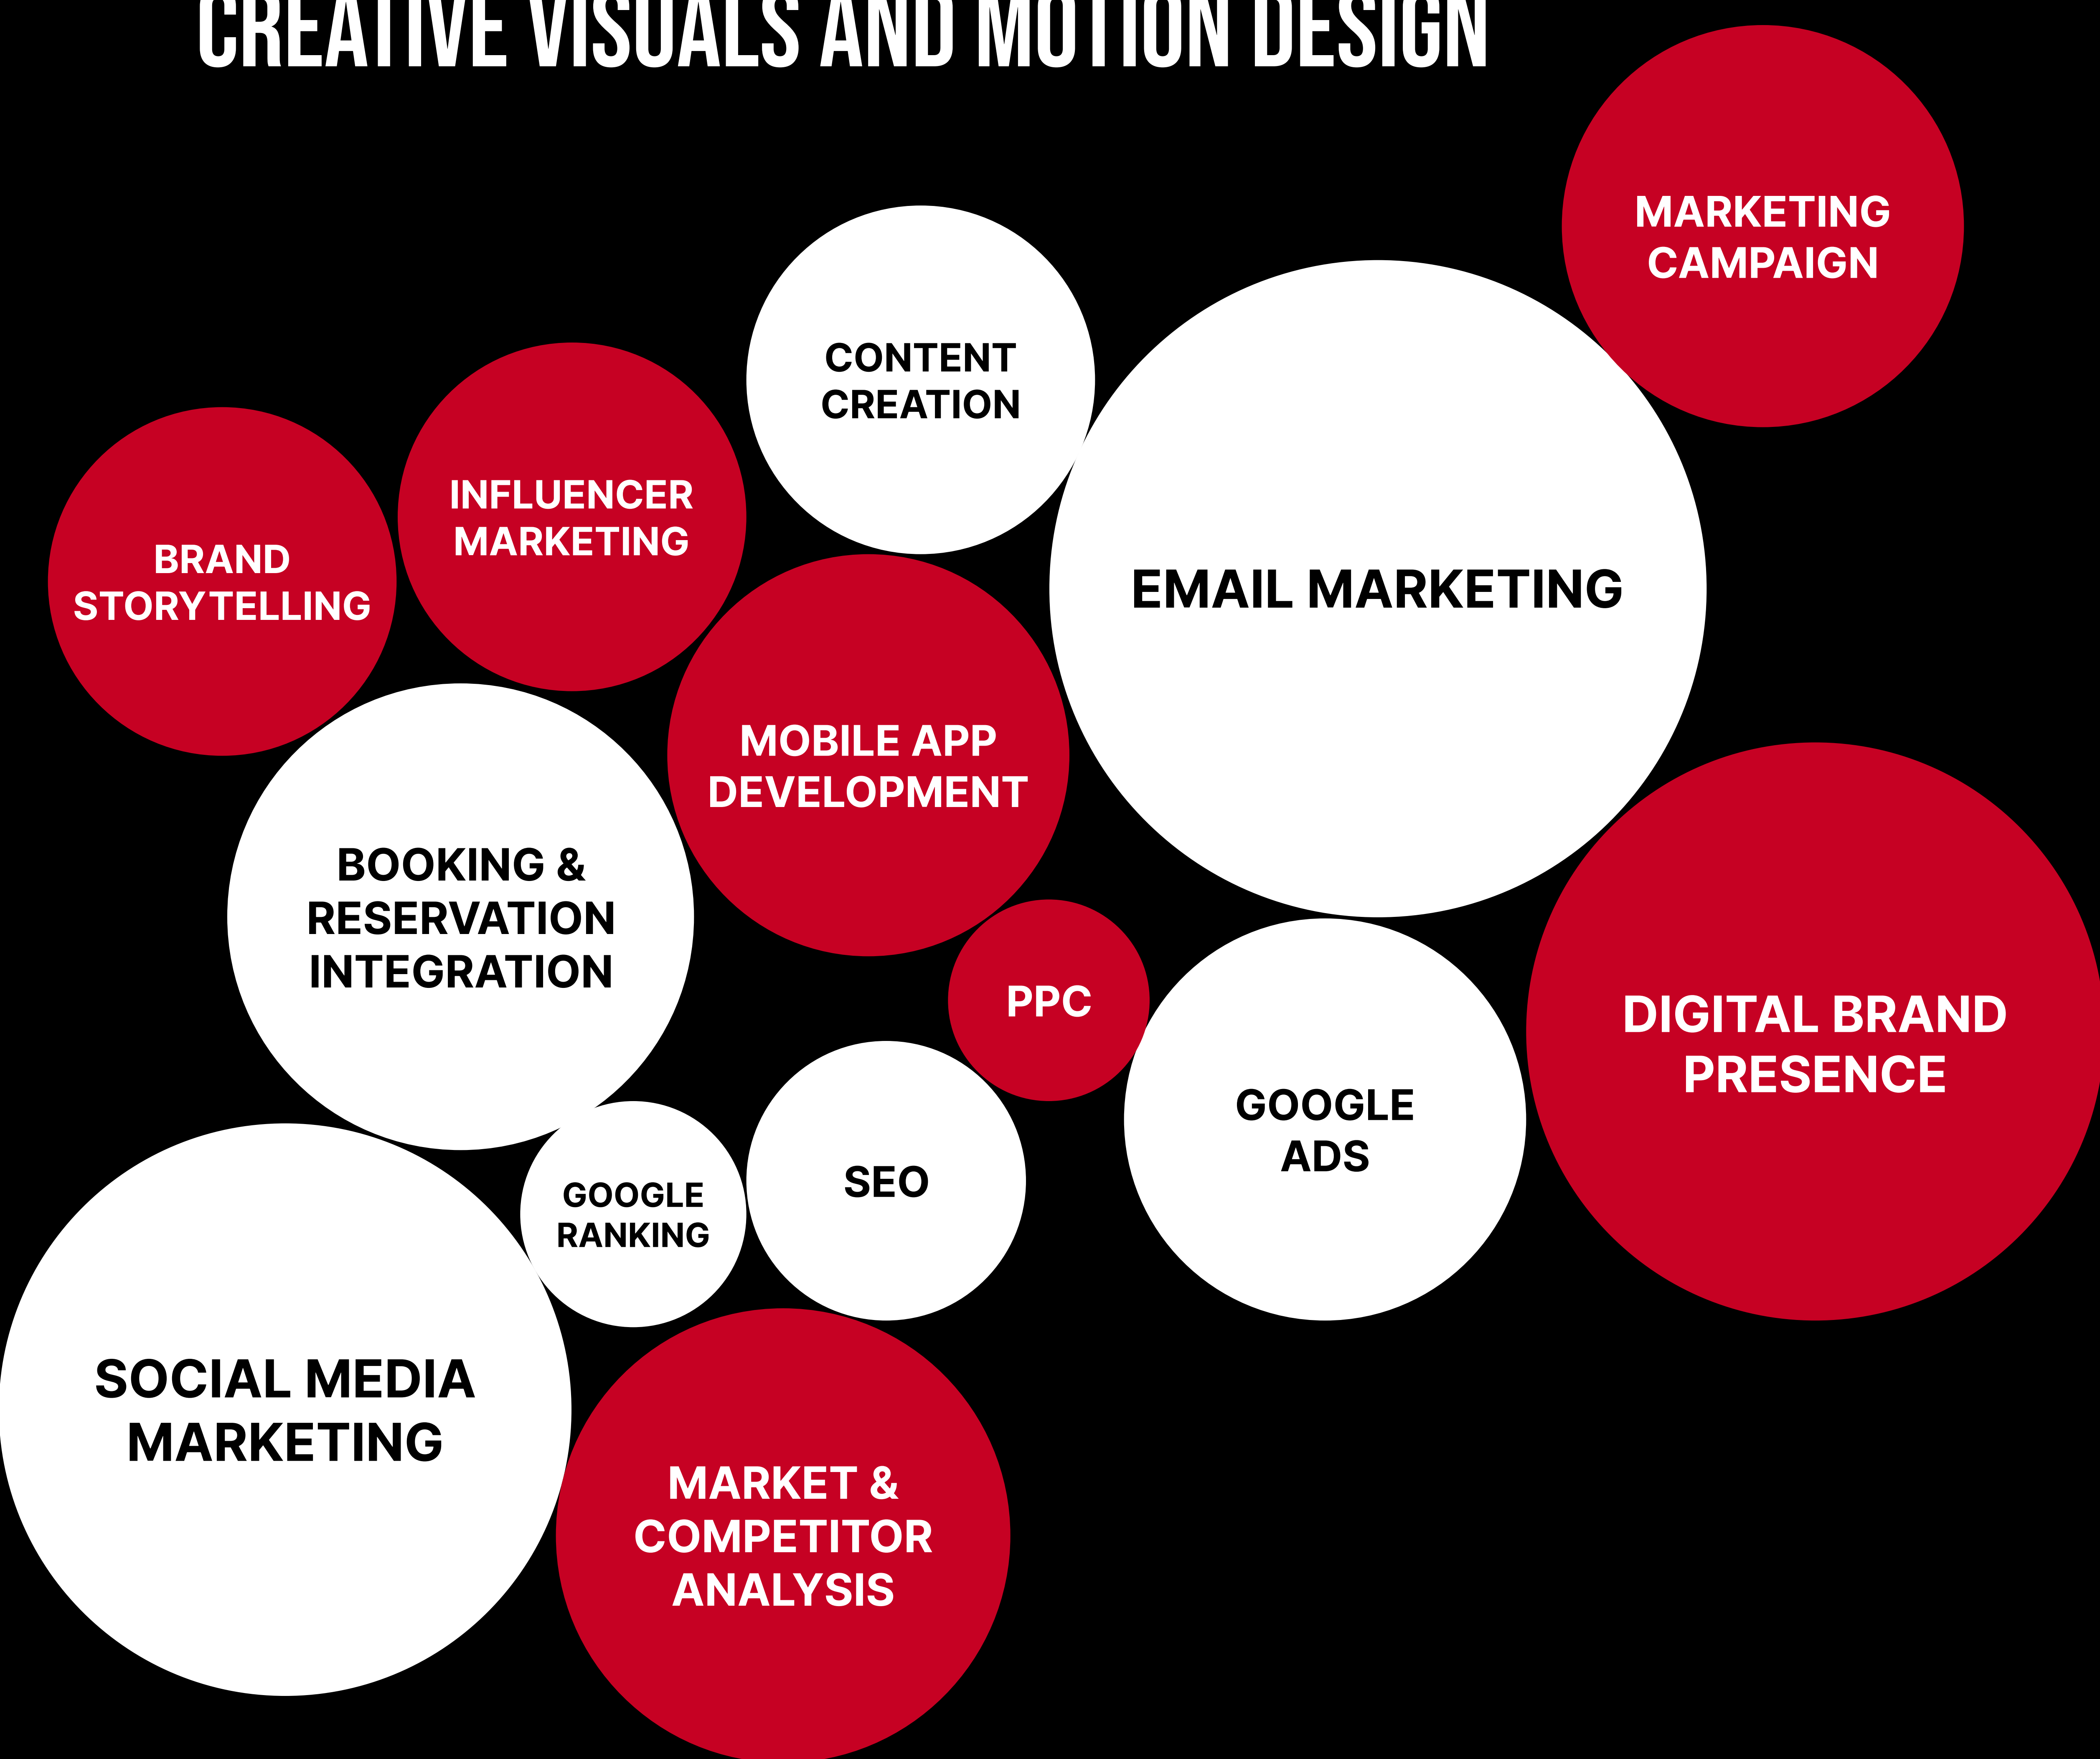 CREATIVE VISUALS AND MOTION DESIGN
MARKETING
CAMPAIGN
CONTENT
CREATION
INFLUENCER
MARKETING
BRAND
STORYTELLING
EMAIL MARKETING
MOBILE APP
DEVELOPMENT
BOOKING &
RESERVATION
INTEGRATION
PPC
DIGITAL BRAND
PRESENCE
GOOGLE
ADS
SEO
GOOGLE
RANKING
SOCIAL MEDIA
MARKETING
MARKET &
COMPETITOR
ANALYSIS